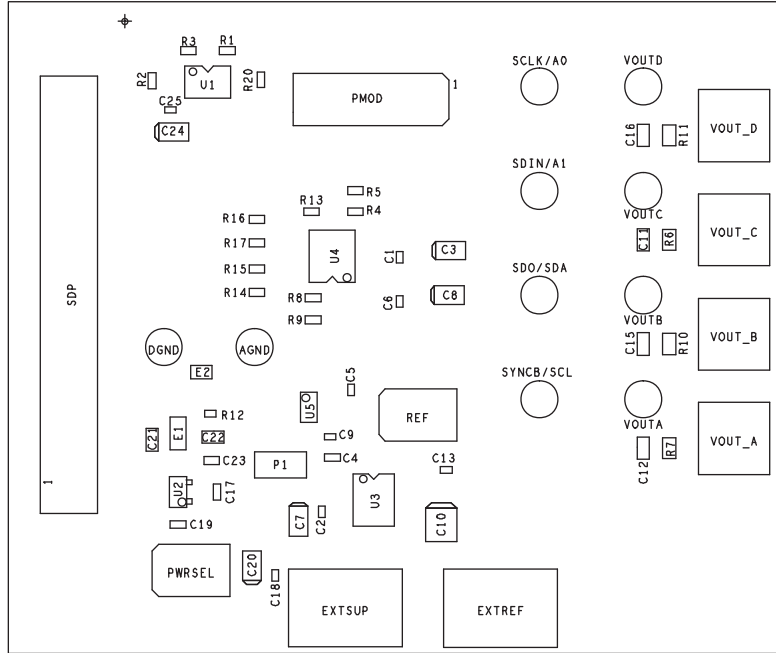 R3 R1
SCLK/A0 VOUTD
R2 U1 R20
PMOD 1
C25
C24
C16 R11 VOUT_D
SDIN/A1
R5
R13 R4
R16
VOUTC
VOUT_C
R17
U4
C1 C3
C11 R6
R15
SDP
R14
R8
C6 C8
SDO/SDA
R9
VOUTB
C15 R10 VOUT_B
DGND AGND
E2
SYNCB/SCL
C5
REF
R12
U5
VOUTA
C21 E1 C22
C9
C12 R7 VOUT_A
C23 P1 C4
C13
1
U2 C17
U3
C7 C2 C10
C19
PWRSEL C20
C18
EXTSUP EXTREF